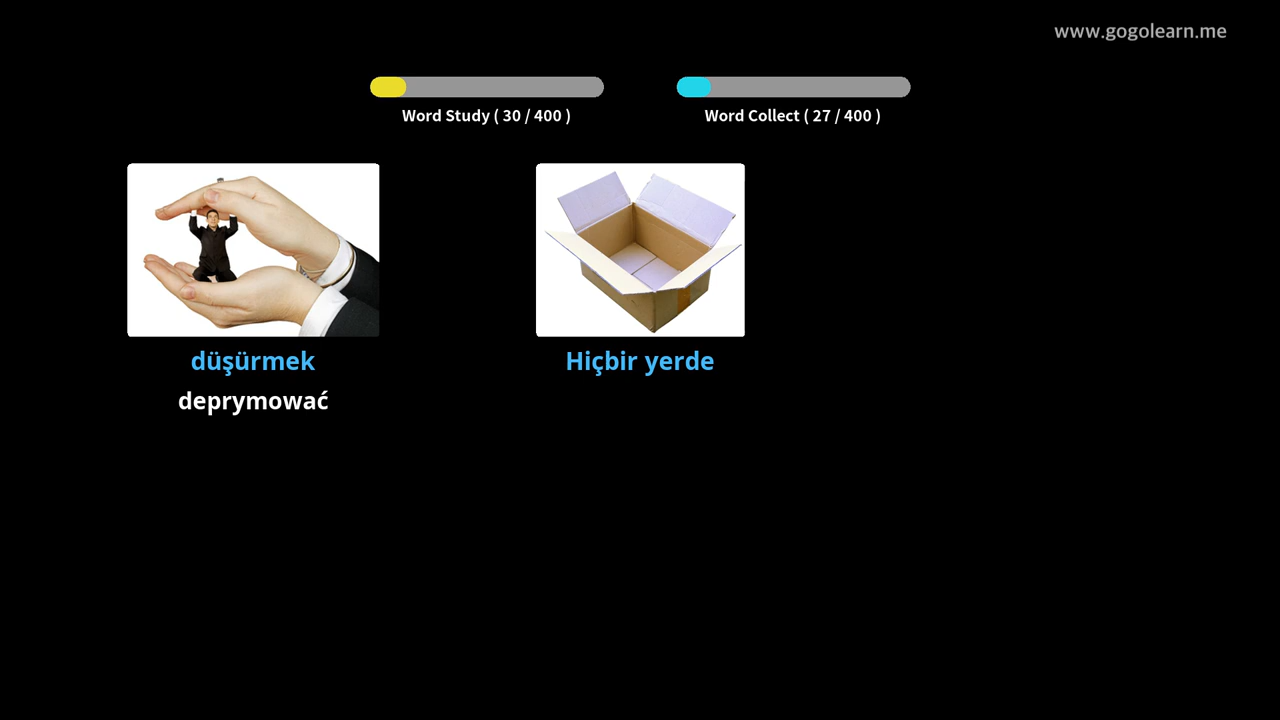 www.gogolearn.me
Word Study ( 30 / 400 )
Word Collect ( 27 / 400 )
düşürmek
deprymować
Hiçbir yerde